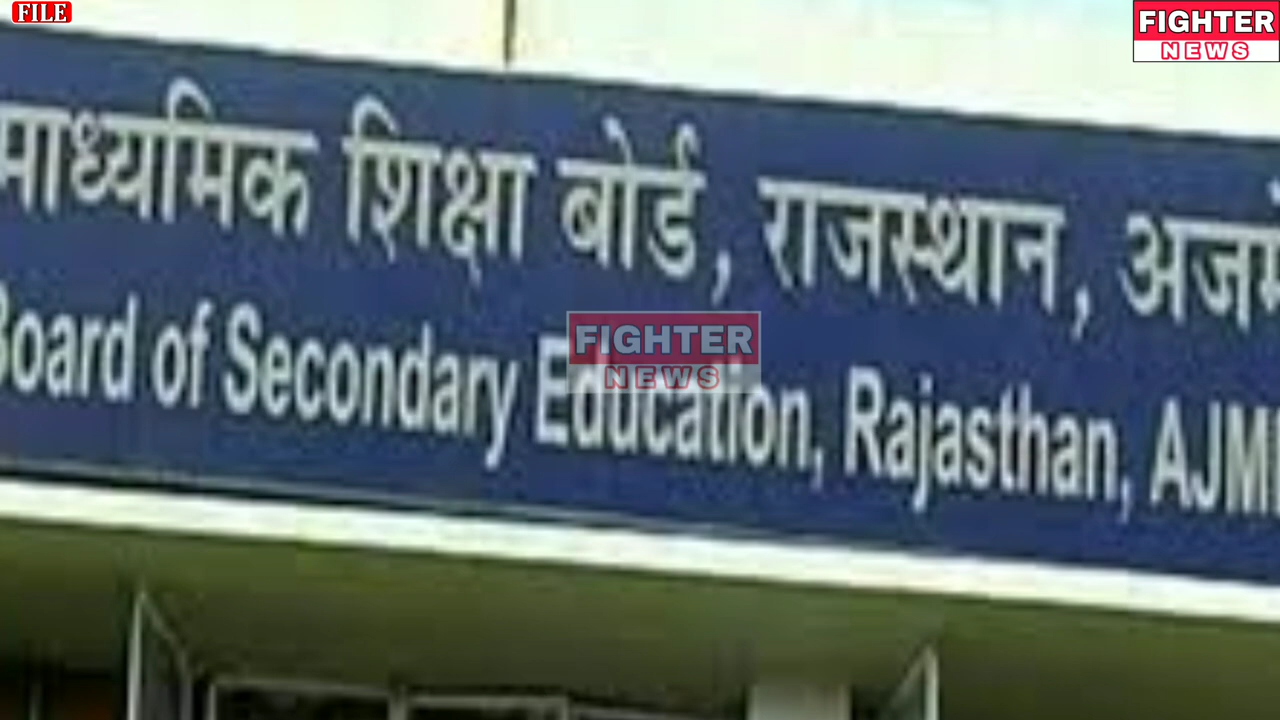 FILE
FIGHTER
NEWS
माध्यमिक शिक्षा बोर्ड, राजस्थान,
Board of Secondary Education, Rajasthan,
FIGHTER
NEWS